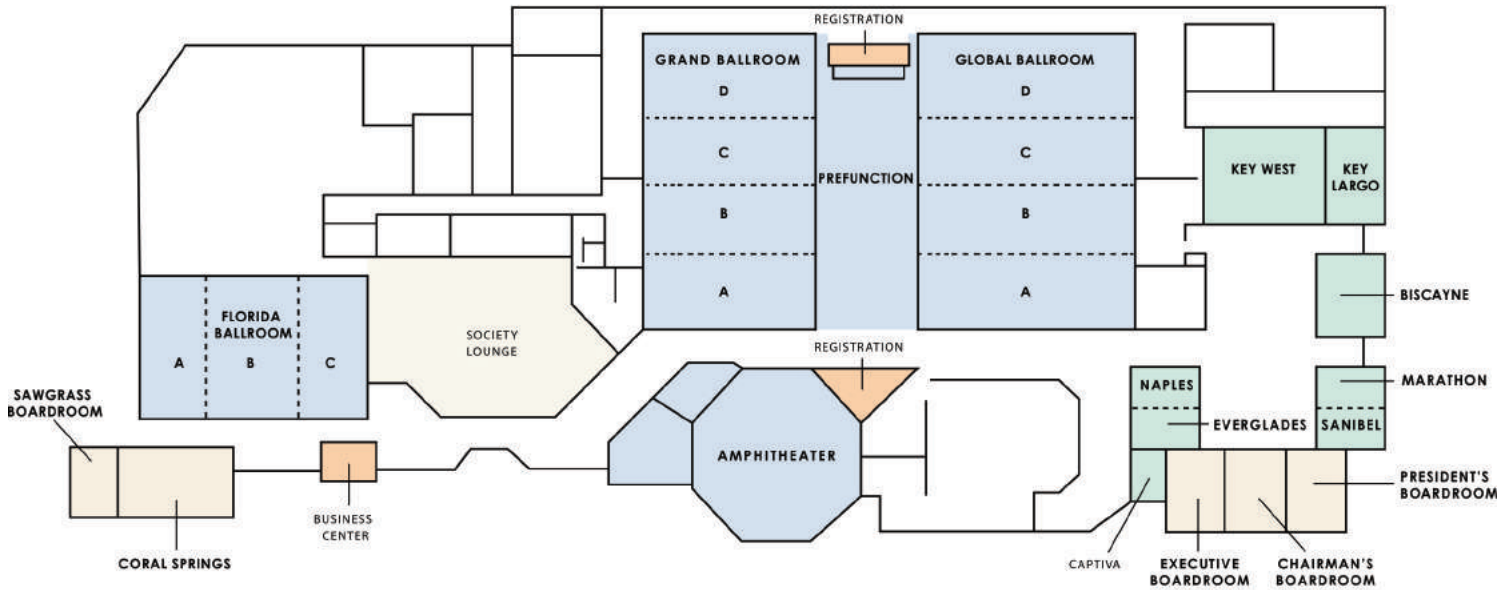 REGISTRATION
GRAND BALLROOM
GLOBAL BALLROOM
D
D
C
C
PREFUNCTION
KEY WEST
KEY
LARGO
B
B
A
A
BISCAYNE
FLORIDA
BALLROOM
A
B
C
SOCIETY
LOUNGE
REGISTRATION
NAPLES
MARATHON
SAWGRASS
BOARDROOM
EVERGLADES
SANIBEL
AMPHITHEATER
PRESIDENT'S
BOARDROOM
BUSINESS
CENTER
CORAL SPRINGS
CAPTIVA
EXECUTIVE
BOARDROOM
CHAIRMAN'S
BOARDROOM